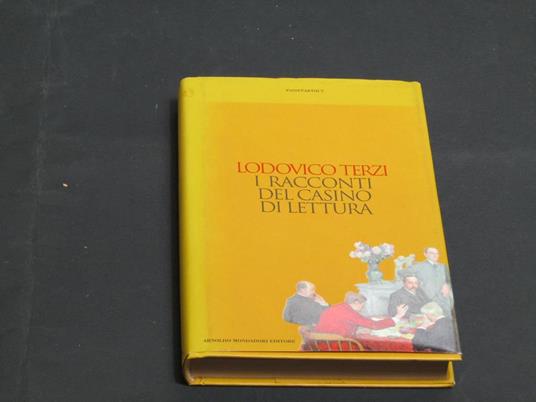 LODOVICO TERZI
I RACCONTI
DEL CASINO
DI LETTURA
ARNOLDO MONDADORI EDITORE